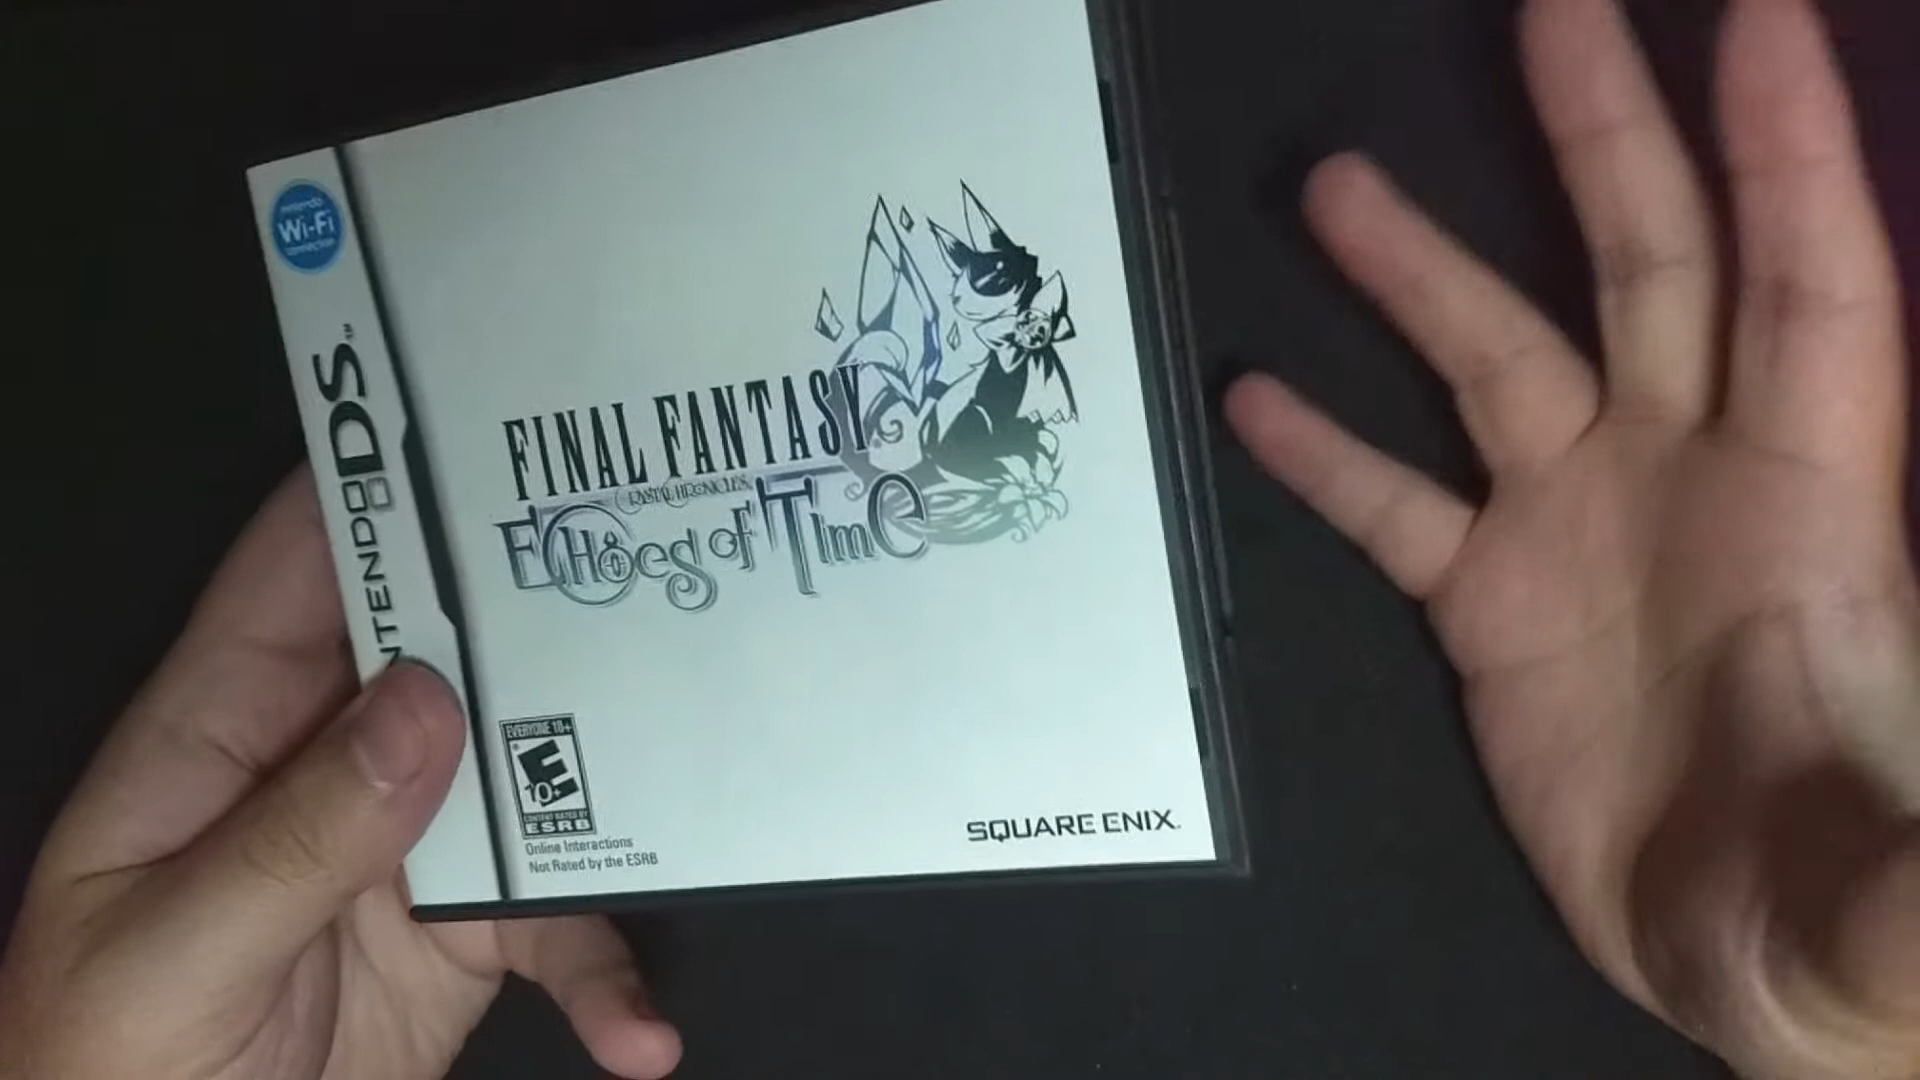 Nintendo
Wi-Fi
connection
NINTENDO DS™
FINAL FANTASY
CRYSTAL CHRONICLES
Echoes of Time
EVERYONE 10+
E
10+
CONTENT RATED BY
ESRB
Online Interactions
Not Rated by the ESRB
SQUARE ENIX.